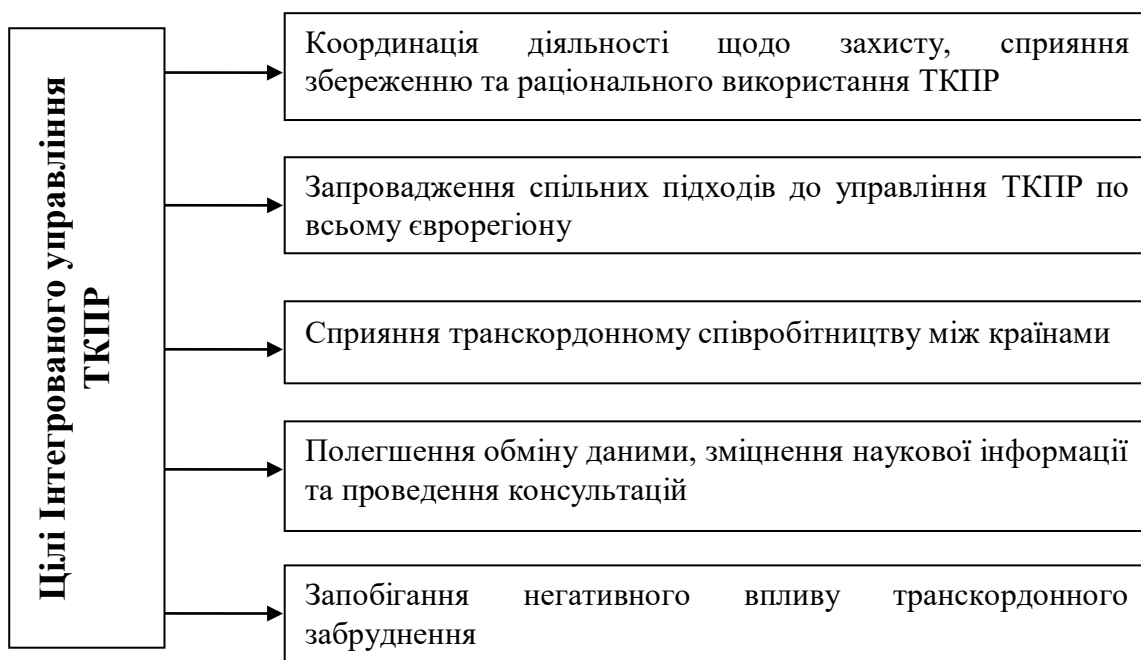 Цілі Інтегрованого управління
ТКПР
Координація діяльності щодо захисту, сприяння
збереженню та раціонального використання ТКПР
Запровадження спільних підходів до управління ТКПР по
всьому єврорегіону
Сприяння транскордонному співробітництву між країнами
Полегшення обміну даними, зміцнення наукової інформації
та проведення консультацій
Запобігання негативного впливу транскордонного
забруднення